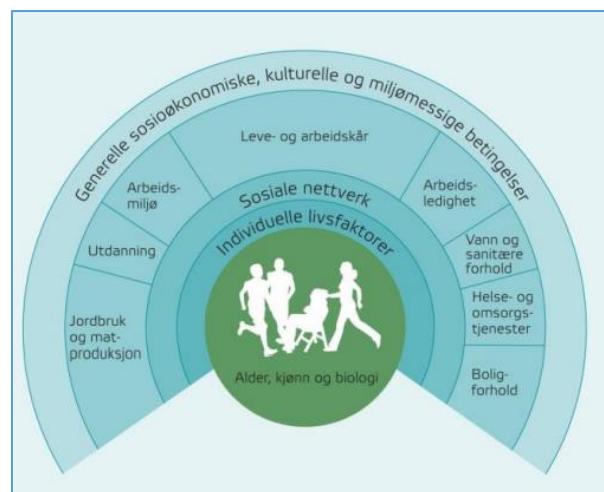 Generelle sosioøkonomiske, kulturelle og miljømessige betingelser
Leve- og arbeidskår
Arbeids-
miljø
Sosiale nettverk
Arbeids-
ledighet
Individuelle livsfaktorer
Utdanning
Vann og
sanitære
forhold
Jordbruk
og mat-
produksjon
Helse- og
omsorgs-
tjenester
Alder, kjønn og biologi
Bolig-
forhold